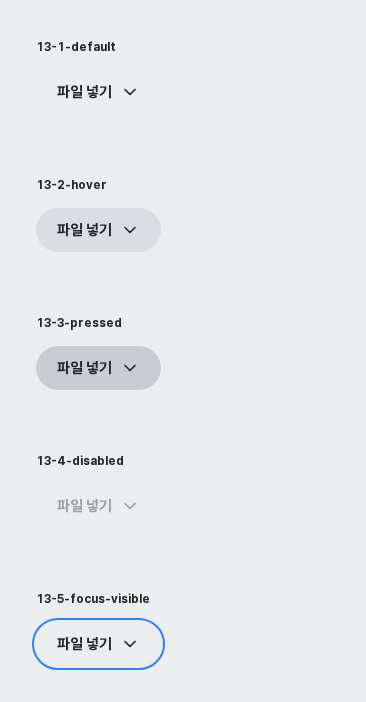 13-1-default
파일 넣기
13-2-hover
파일 넣기
13-3-pressed
파일 넣기
13-4-disabled
파일 넣기
13-5-focus-visible
파일 넣기